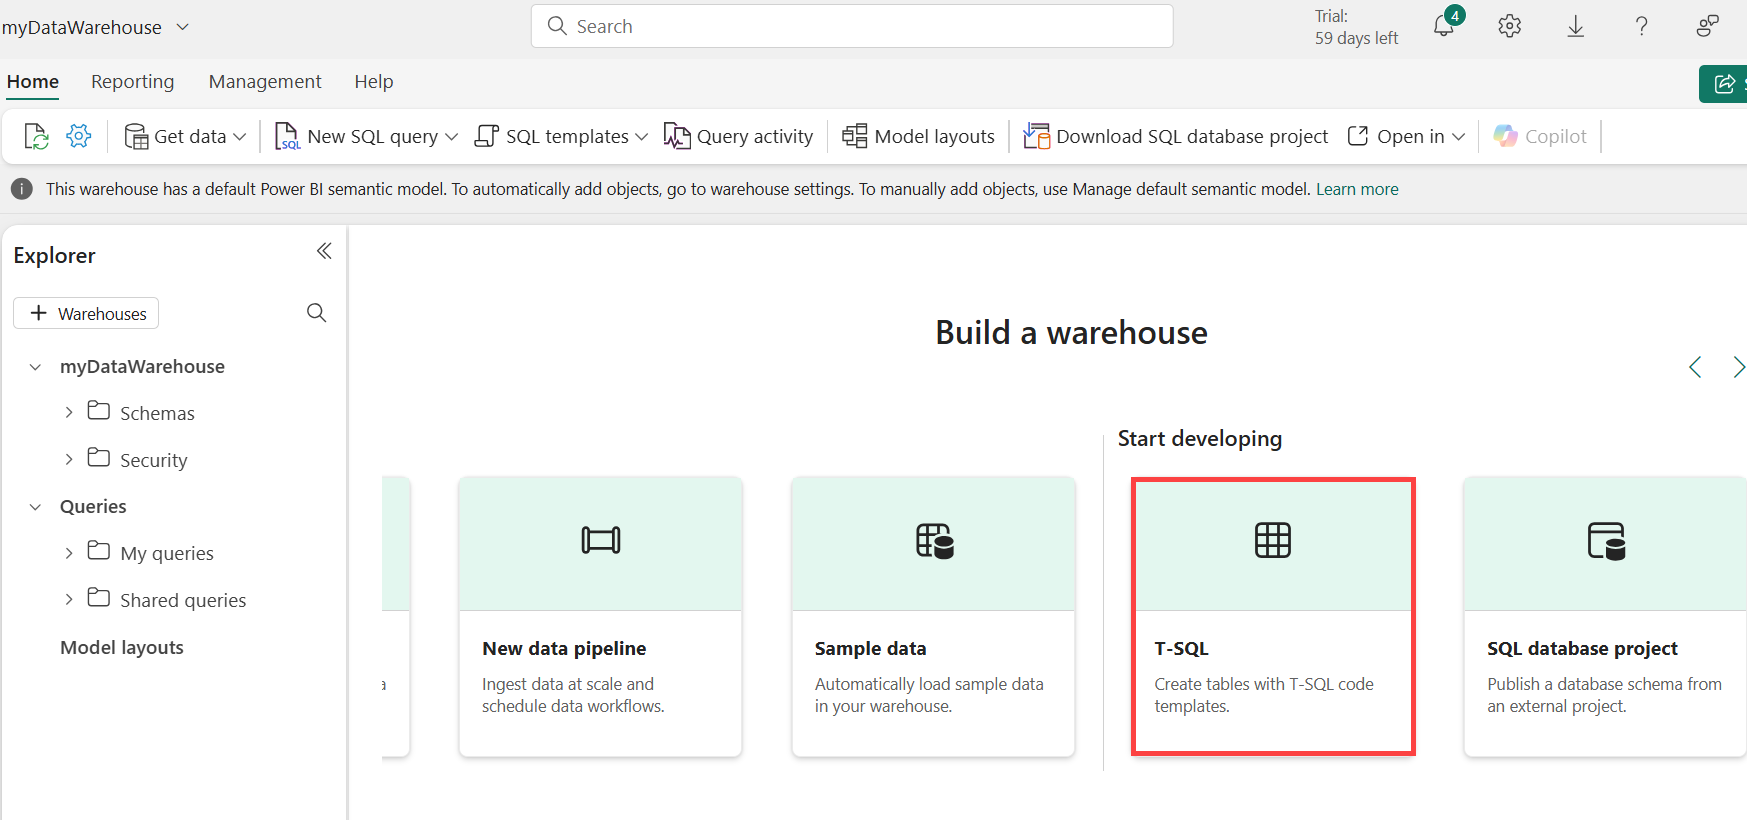 myDataWarehouse
Search
Trial:
59 days left
4
Home
Reporting
Management
Help
Get data
SQL
New SQL query
SQL templates
Query activity
Model layouts
Download SQL database project
Open in
Copilot
This warehouse has a default Power BI semantic model. To automatically add objects, go to warehouse settings. To manually add objects, use Manage default semantic model. Learn more
Explorer
Warehouses
myDataWarehouse
Schemas
Security
Queries
My queries
Shared queries
Model layouts
Build a warehouse
Start developing
New data pipeline
Ingest data at scale and
schedule data workflows.
Sample data
Automatically load sample data
in your warehouse.
T-SQL
Create tables with T-SQL code
templates.
SQL database project
Publish a database schema from
an external project.